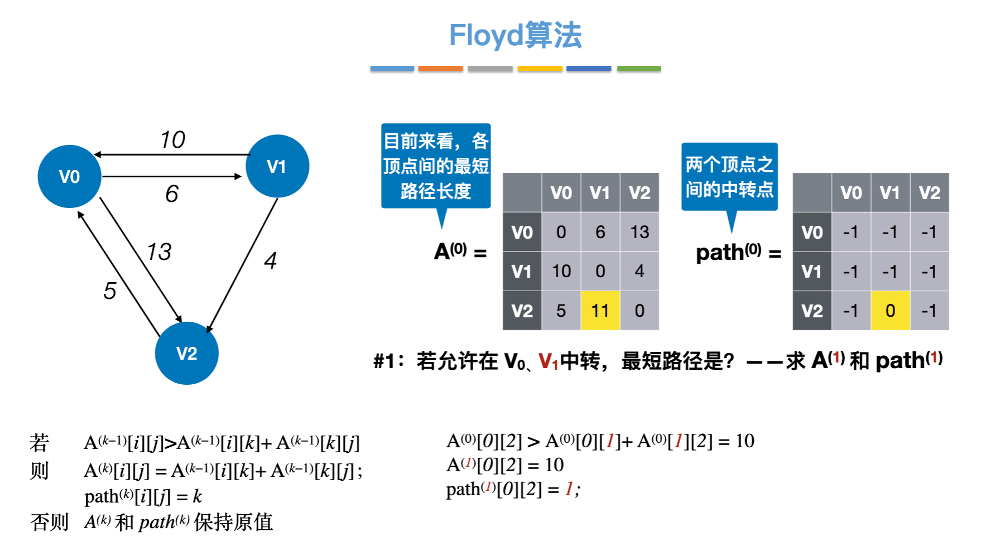 Floyd算法
10
V0
V1
6
13
4
5
V2
目前来看，各
顶点间的最短
路径长度
A(0) =
V0 V1 V2
V0 0 6 13
V1 10 0 4
V2 5 11 0
两个顶点之
间的中转点
path(0) =
V0 V1 V2
V0 -1 -1 -1
V1 -1 -1 -1
V2 -1 0 -1
#1：若允许在 V0、V1中转，最短路径是？——求 A(1) 和 path(1)
若 A(k−1)[i][j]>A(k−1)[i][k]+ A(k−1)[k][j]
则 A(k)[i][j] = A(k−1)[i][k]+ A(k−1)[k][j];
path(k)[i][j] = k
否则 A(k) 和 path(k) 保持原值
A(0)[0][2] > A(0)[0][1]+ A(0)[1][2] = 10
A(1)[0][2] = 10
path(1)[0][2] = 1;